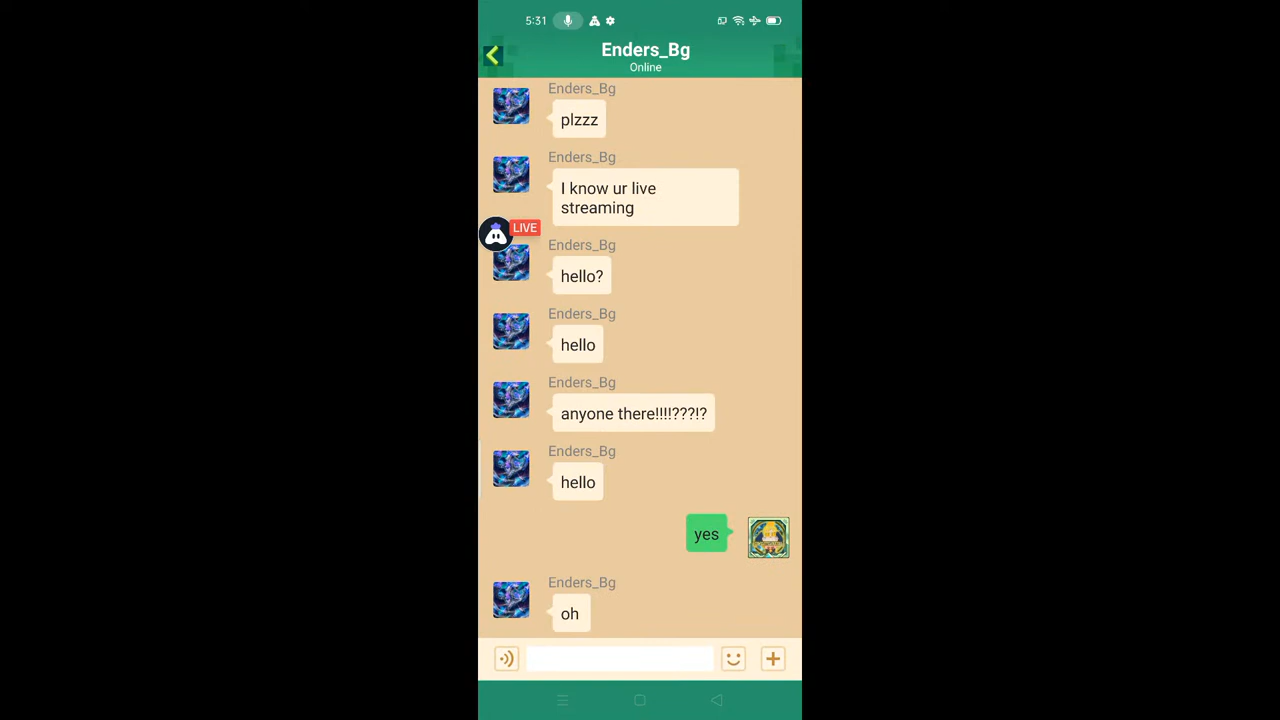 5:31
Enders_Bg
Online
Enders_Bg
plzzz
Enders_Bg
I know ur live
streaming
LIVE
Enders_Bg
hello?
Enders_Bg
hello
Enders_Bg
anyone there!!!!???!?
Enders_Bg
hello
yes
Enders_Bg
oh